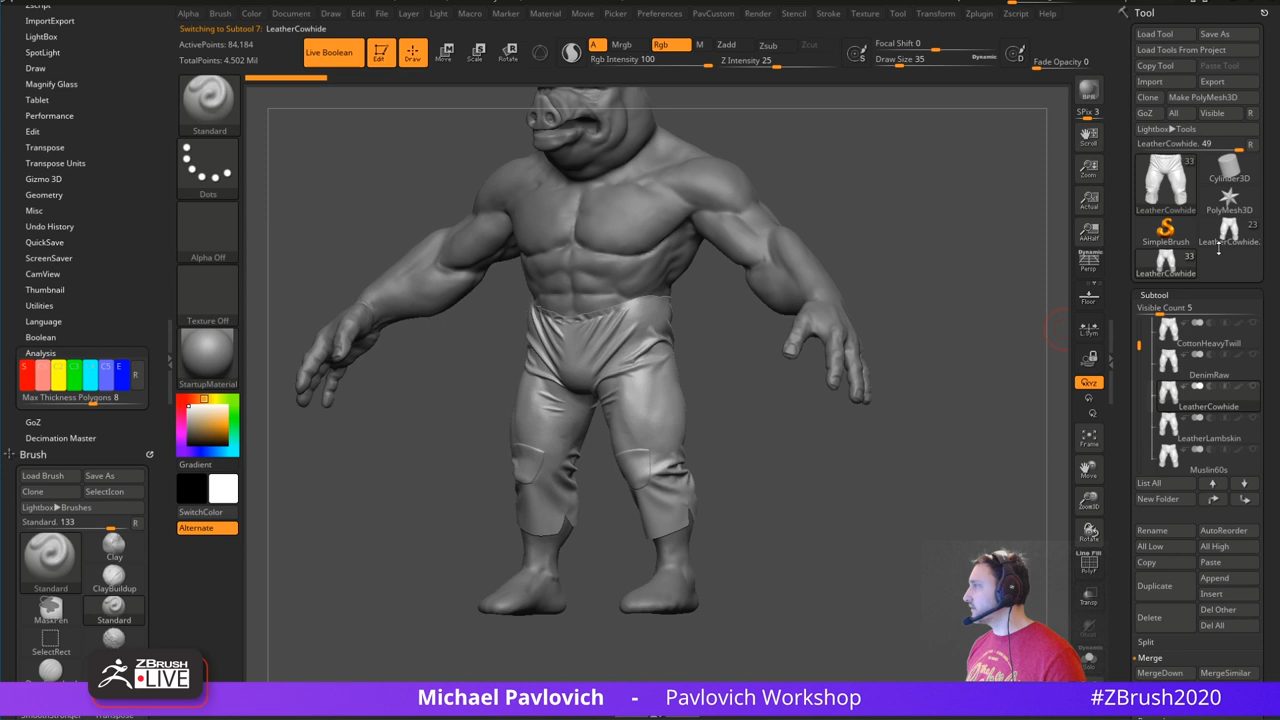 Zscript
ImportExport
LightBox
SpotLight
Draw
Magnify Glass
Tablet
Performance
Edit
Transpose
Transpose Units
Gizmo 3D
Geometry
Misc
Undo History
QuickSave
ScreenSaver
CamView
Thumbnail
Utilities
Language
Boolean
Analysis
S C3 C4 C5 E R
Max Thickness Polygons 8
GoZ
Decimation Master
Brush
Load Brush Save As
Clone SelectIcon
Lightbox▶Brushes
Standard. 133 R
Standard Clay
ClayBuildup
MaskPen Standard
SelectRect
Alpha Brush Color Document Draw Edit File Layer Light Macro Marker Material Movie Picker Preferences PavCustom Render Stencil Stroke Texture Tool Transform Zplugin Zscript Help
Switching to Subtool 7: LeatherCowhide
ActivePoints: 84,184
TotalPoints: 4.502 Mil
Live Boolean Edit Draw Move Scale Rotate
A Mrgb Rgb M Zadd Zsub Zcut
Rgb Intensity 100 Z Intensity 25
Focal Shift 0
Draw Size 35 Dynamic
S D
Fade Opacity 0
Standard
Dots
Alpha Off
Texture Off
StartupMaterial
Gradient
SwitchColor
Alternate
BPR
SPix 3
Scroll
Zoom
Actual
AAHalf
Dynamic
Persp
Floor
L.Sym
XYZ
Frame
Move
Zoom3D
Rotate
Line Fill
PolyF
Transp
Ghost
Dynamic
Solo
Tool
Load Tool Save As
Load Tools From Project
Copy Tool Paste Tool
Import Export
Clone Make PolyMesh3D
GoZ All Visible R
Lightbox▶Tools
LeatherCowhide. 49 R
33
LeatherCowhide Cylinder3D
PolyMesh3D
23
SimpleBrush LeatherCowhide.
33
LeatherCowhide
Subtool
Visible Count 5
CottonHeavyTwill
DenimRaw
LeatherCowhide
LeatherLambskin
Muslin60s
List All
New Folder
Rename AutoReorder
All Low All High
Copy Paste
Duplicate Append
Insert
Delete Del Other
Del All
Split
Merge
MergeDown MergeSimilar
ZBRUSH
LIVE
Michael Pavlovich - Pavlovich Workshop #ZBrush2020